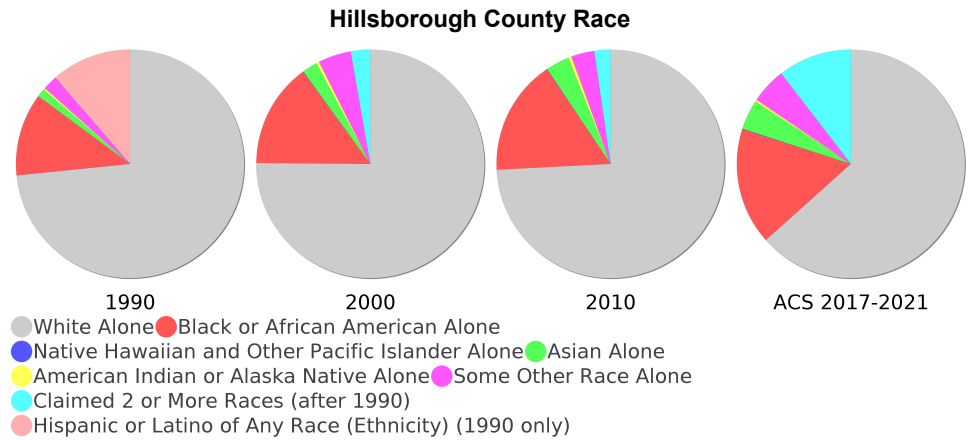 Hillsborough County Race
1990 2000 2010 ACS 2017-2021
White Alone Black or African American Alone
Native Hawaiian and Other Pacific Islander Alone Asian Alone
American Indian or Alaska Native Alone Some Other Race Alone
Claimed 2 or More Races (after 1990)
Hispanic or Latino of Any Race (Ethnicity) (1990 only)